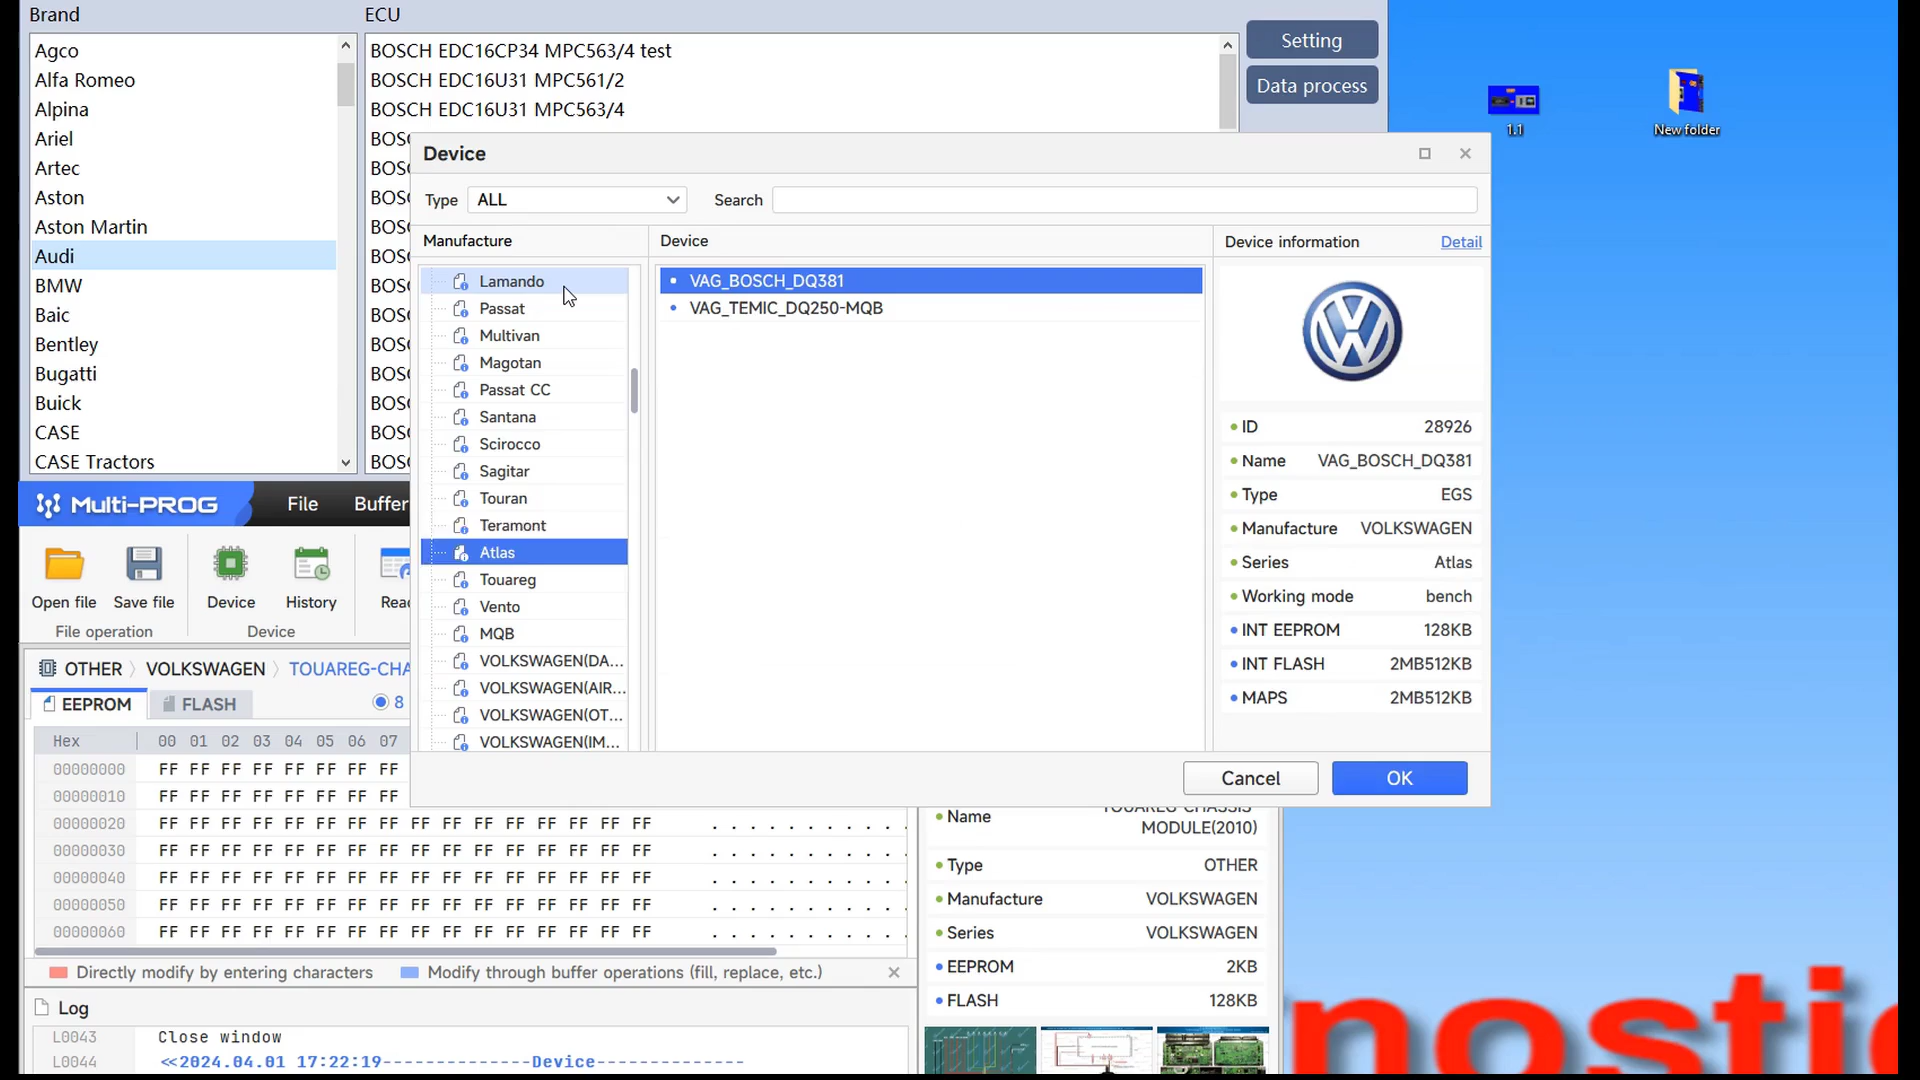 Brand
ECU
Agco
Alfa Romeo
Alpina
Ariel
Artec
Aston
Aston Martin
Audi
BMW
Baic
Bentley
Bugatti
Buick
CASE
CASE Tractors
BOSCH EDC16CP34 MPC563/4 test
BOSCH EDC16U31 MPC561/2
BOSCH EDC16U31 MPC563/4
Setting
Data process
1.1
New folder
Device
Type
ALL
Search
Manufacture
Device
Device information
Detail
Lamando
Passat
Multivan
Magotan
Passat CC
Santana
Scirocco
Sagitar
Touran
Teramont
Atlas
Touareg
Vento
MQB
VOLKSWAGEN(DA...
VOLKSWAGEN(AIR...
VOLKSWAGEN(OT...
VOLKSWAGEN(IM...
VAG_BOSCH_DQ381
VAG_TEMIC_DQ250-MQB
ID 28926
Name VAG_BOSCH_DQ381
Type EGS
Manufacture VOLKSWAGEN
Series Atlas
Working mode bench
INT EEPROM 128KB
INT FLASH 2MB512KB
MAPS 2MB512KB
Cancel
OK
Multi-PROG
File
Buffer
Open file
Save file
Device
History
File operation
Device
OTHER
VOLKSWAGEN
TOUAREG-CHA
EEPROM
FLASH
8
Hex 00 01 02 03 04 05 06 07
00000000 FF FF FF FF FF FF FF FF
00000010 FF FF FF FF FF FF FF FF
00000020 FF FF FF FF FF FF FF FF FF FF FF FF FF FF FF FF
00000030 FF FF FF FF FF FF FF FF FF FF FF FF FF FF FF FF
00000040 FF FF FF FF FF FF FF FF FF FF FF FF FF FF FF FF
00000050 FF FF FF FF FF FF FF FF FF FF FF FF FF FF FF FF
00000060 FF FF FF FF FF FF FF FF FF FF FF FF FF FF FF FF
Directly modify by entering characters
Modify through buffer operations (fill, replace, etc.)
Log
L0043 Close window
L0044 <<2024.04.01 17:22:19--------------Device--------------
Name TOUAREG-CHASSIS
MODULE(2010)
Type OTHER
Manufacture VOLKSWAGEN
Series VOLKSWAGEN
EEPROM 2KB
FLASH 128KB
nostic